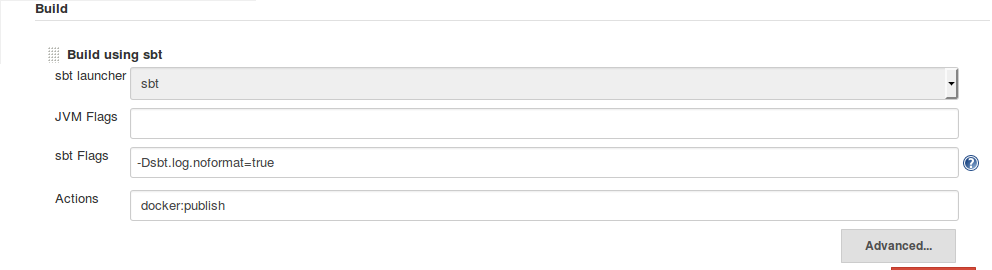 Build
Build using sbt
sbt launcher sbt
JVM Flags
sbt Flags -Dsbt.log.noformat=true
Actions docker:publish
Advanced...